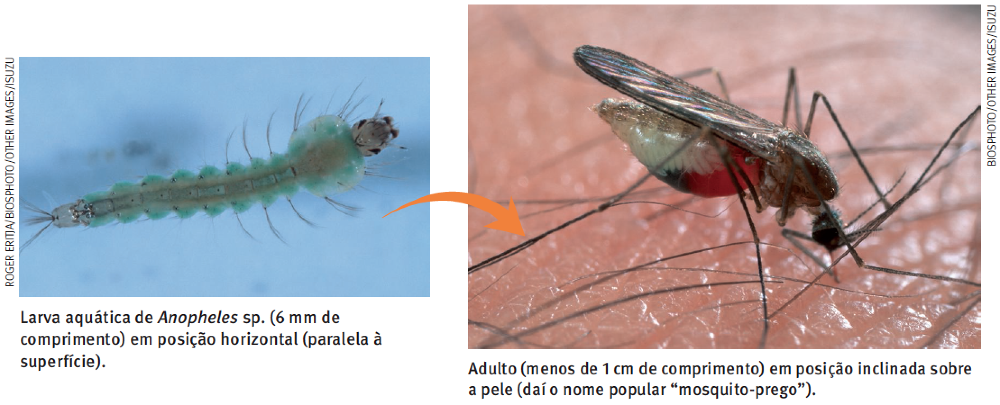 ROGER ERITJA/BIOSPHOTO/OTHER IMAGES/ISUZU
BIOSPHOTO/OTHER IMAGES/ISUZU
Larva aquática de Anopheles sp. (6 mm de
comprimento) em posição horizontal (paralela à
superfície).
Adulto (menos de 1 cm de comprimento) em posição inclinada sobre
a pele (daí o nome popular “mosquito-prego”).